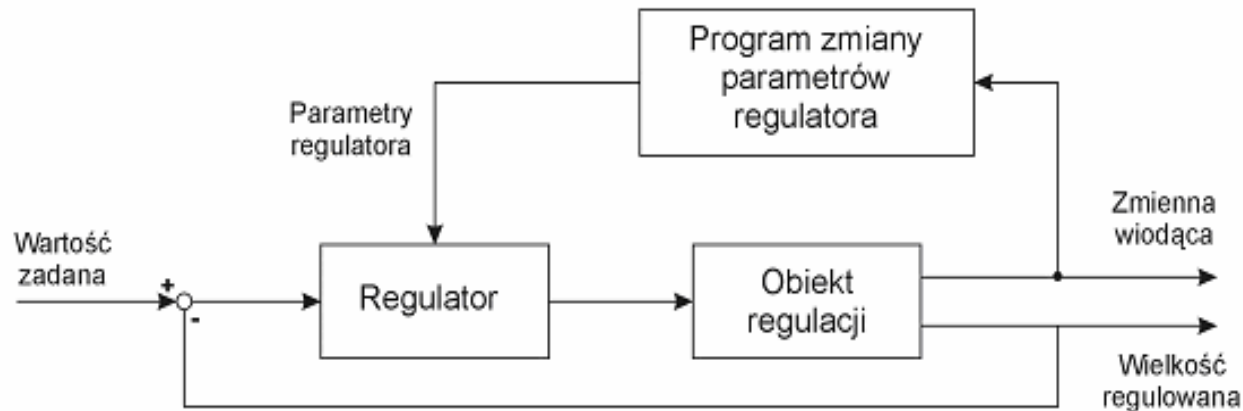 Program zmiany
parametrów
regulatora
Parametry
regulatora
Zmienna
wiodąca
Wartość
zadana
+
-
Regulator
Obiekt
regulacji
Wielkość
regulowana